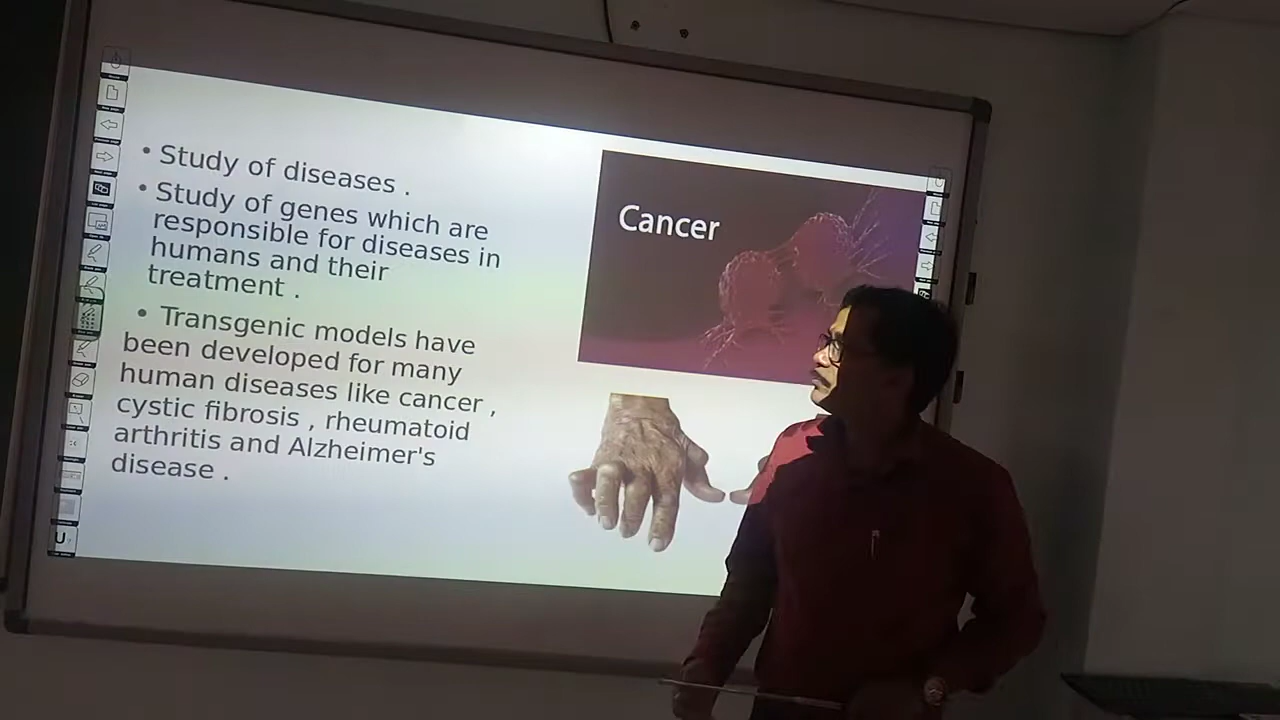 • Study of diseases .
• Study of genes which are
responsible for diseases in
humans and their
treatment .
• Transgenic models have
been developed for many
human diseases like cancer ,
cystic fibrosis , rheumatoid
arthritis and Alzheimer's
disease .
Cancer